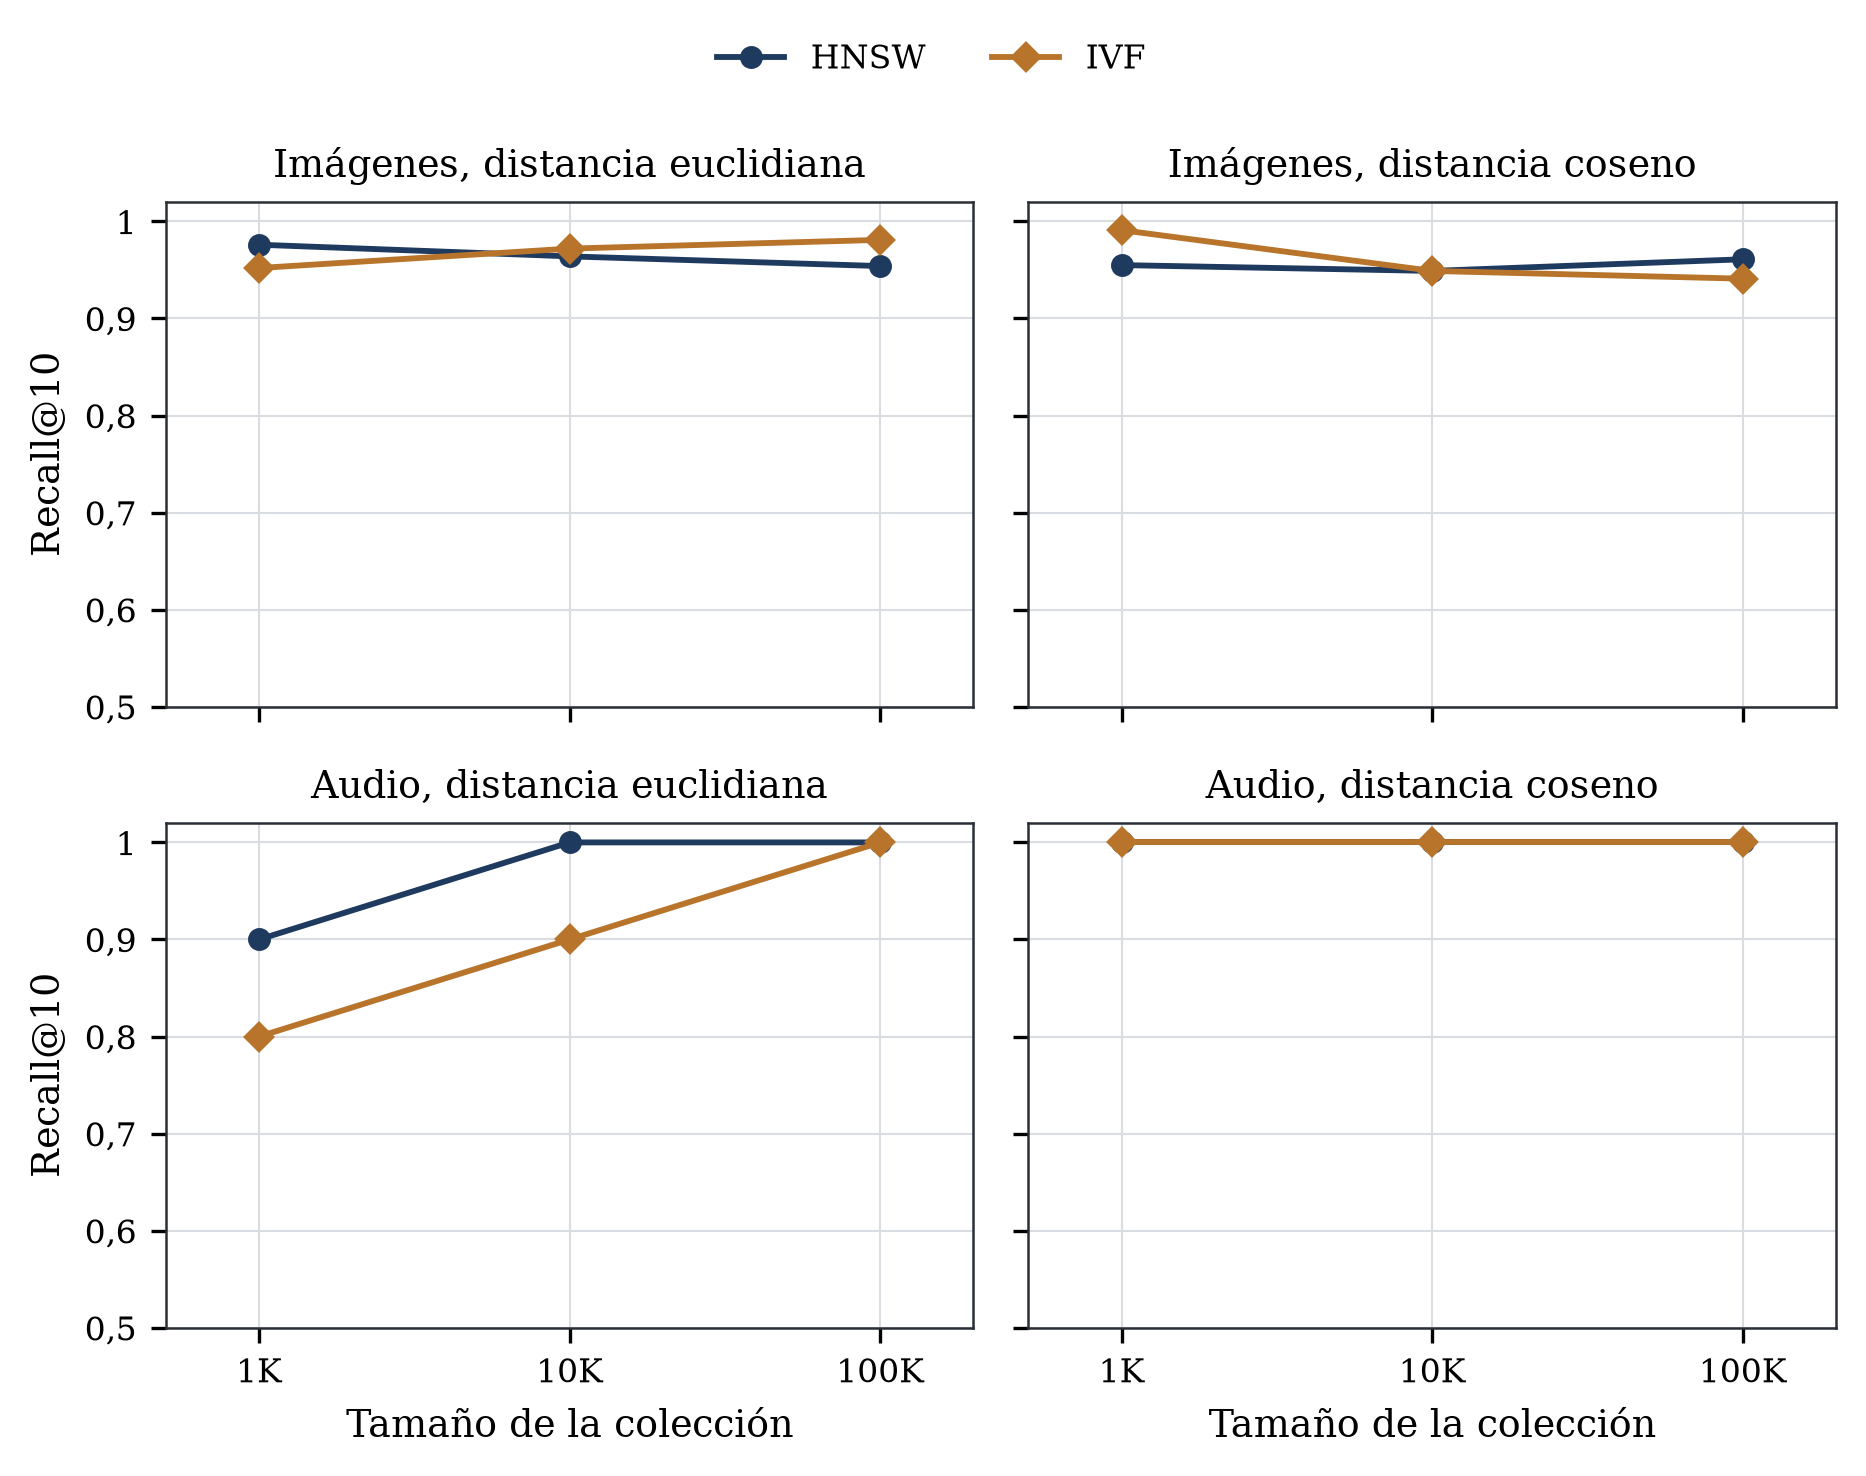 HNSW IVF
Imágenes, distancia euclidiana
Imágenes, distancia coseno
Recall@10
1
0,9
0,8
0,7
0,6
0,5
Audio, distancia euclidiana
Audio, distancia coseno
Recall@10
1
0,9
0,8
0,7
0,6
0,5
1K 10K 100K
1K 10K 100K
Tamaño de la colección
Tamaño de la colección